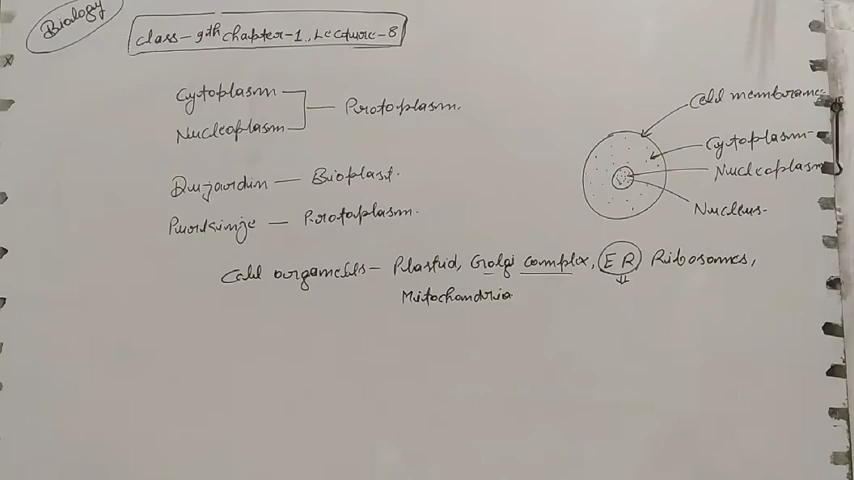 Biology
Class-9th chapter-1, Lecture-8
Cytoplasm
Nucleoplasm
Protoplasm.
Dujardin — Bioplast.
Purkinje — Protoplasm.
Cell membrane
Cytoplasm
Nucleoplasm
Nucleus.
Cell organelles - Plastid, Golgi complex, ER, Ribosomes,
Mitochondria